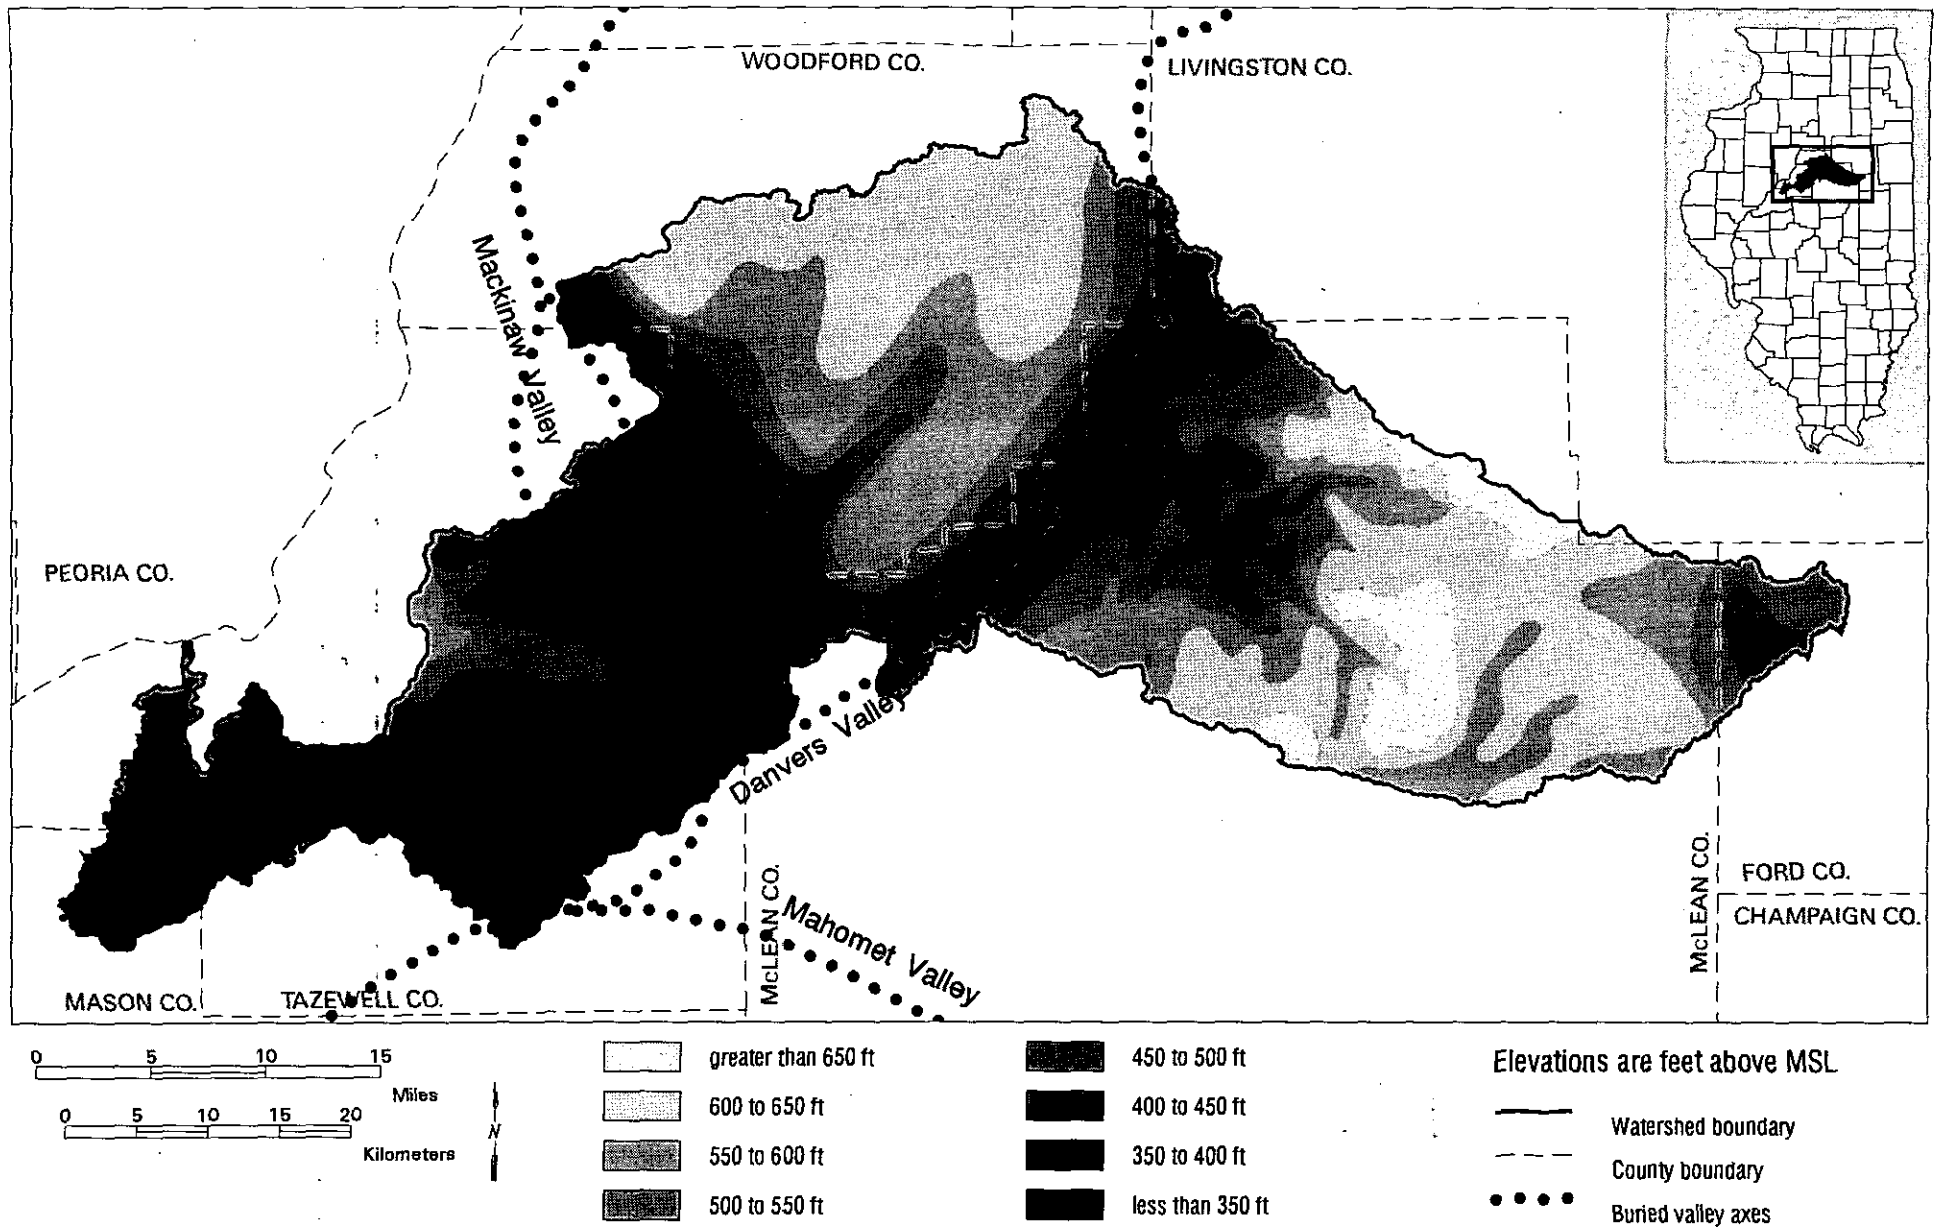 WOODFORD CO.
LIVINGSTON CO.
Mackinaw Valley
PEORIA CO.
Danvers Valley
Mahomet Valley
McLEAN CO.
McLEAN CO.
FORD CO.
CHAMPAIGN CO.
MASON CO.
TAZEWELL CO.
0 5 10 15
Miles
0 5 10 15 20
Kilometers
N
greater than 650 ft
600 to 650 ft
550 to 600 ft
500 to 550 ft
450 to 500 ft
400 to 450 ft
350 to 400 ft
less than 350 ft
Elevations are feet above MSL
Watershed boundary
County boundary
Buried valley axes